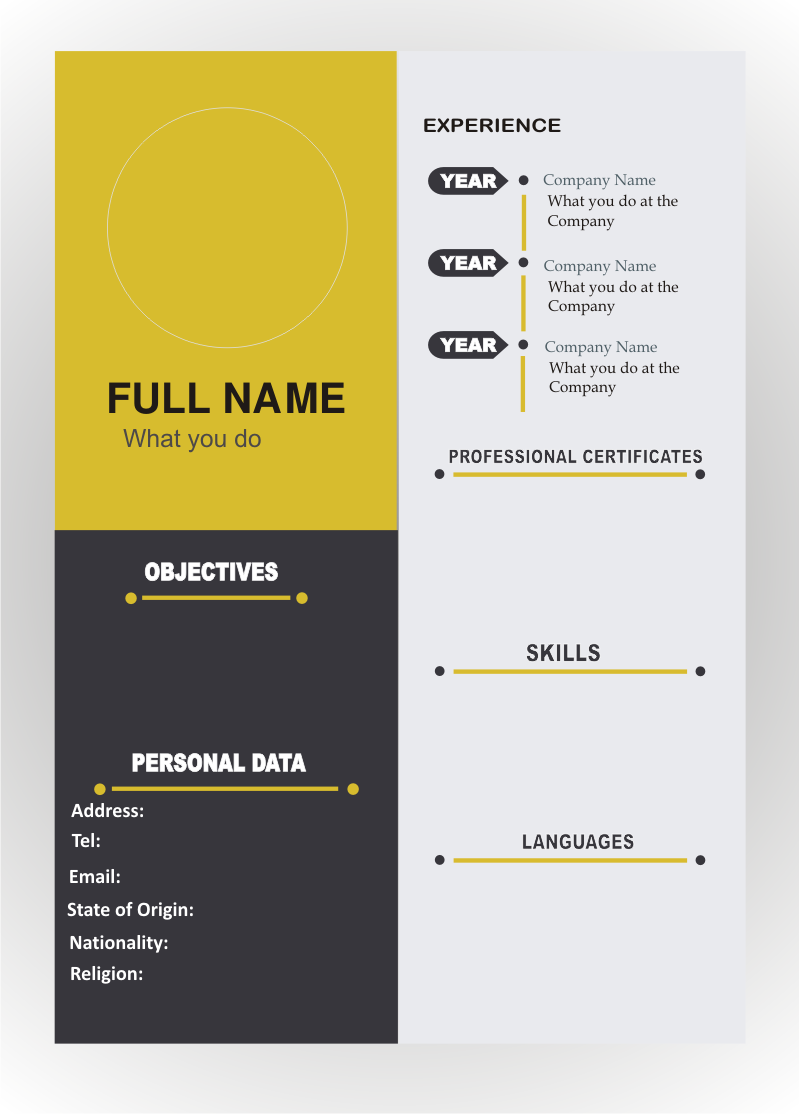 FULL NAME
What you do
OBJECTIVES
PERSONAL DATA
Address:
Tel:
Email:
State of Origin:
Nationality:
Religion:
EXPERIENCE
YEAR
Company Name
What you do at the
Company
YEAR
Company Name
What you do at the
Company
YEAR
Company Name
What you do at the
Company
PROFESSIONAL CERTIFICATES
SKILLS
LANGUAGES